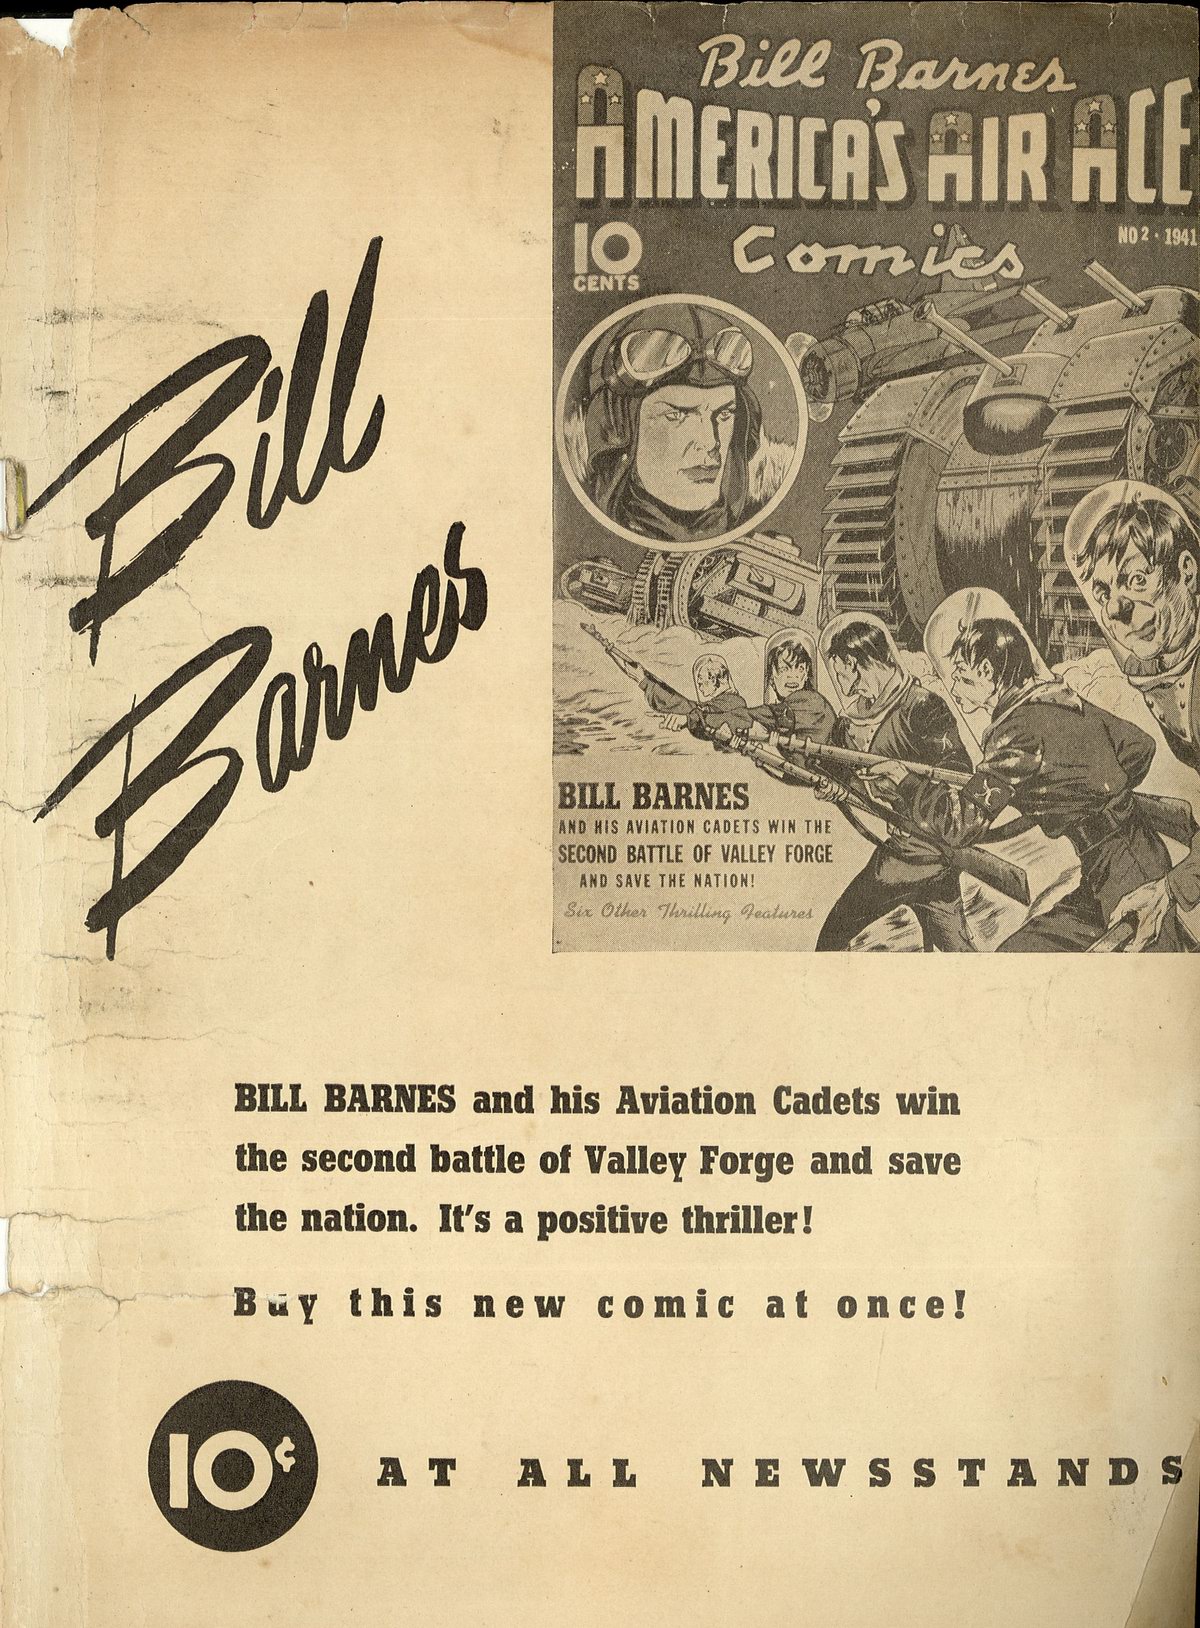 Bill Barnes
AMERICA'S AIR ACE
Comics
NO 2 · 1941
10
CENTS
Bill
Barnes
BILL BARNES
AND HIS AVIATION CADETS WIN THE
SECOND BATTLE OF VALLEY FORGE
AND SAVE THE NATION!
Six Other Thrilling Features
BILL BARNES and his Aviation Cadets win
the second battle of Valley Forge and save
the nation. It's a positive thriller!
Buy this new comic at once!
10¢
AT ALL NEWSSTANDS